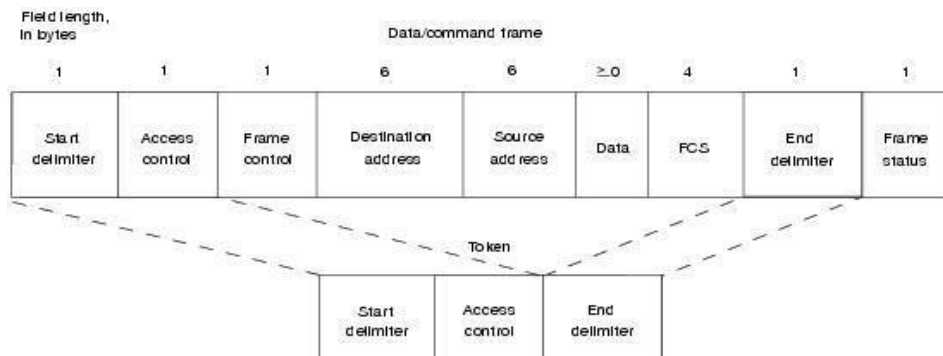 Field length,
in bytes
Data/command frame
1 1 1 6 6 ≥0 4 1 1
Start
delimiter
Access
control
Frame
control
Destination
address
Source
address
Data
FCS
End
delimiter
Frame
status
Token
Start
delimiter
Access
control
End
delimiter